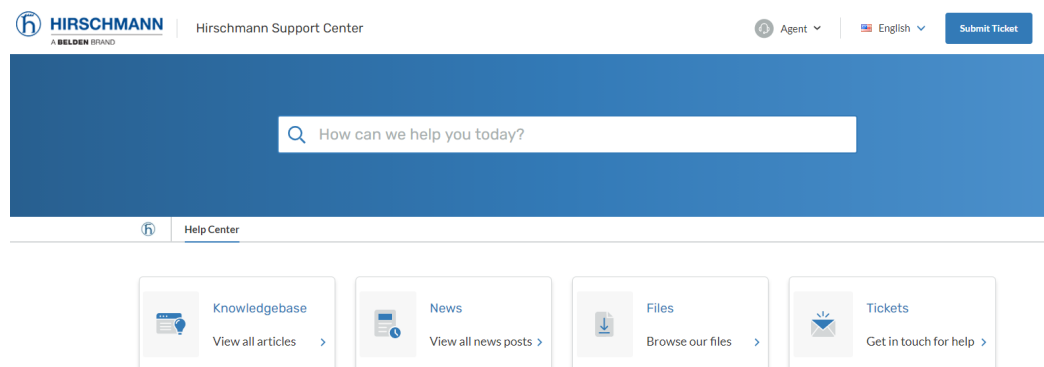 HIRSCHMANN
A BELDEN BRAND
Hirschmann Support Center
Agent
English
Submit Ticket
How can we help you today?
Help Center
Knowledgebase
View all articles
News
View all news posts
Files
Browse our files
Tickets
Get in touch for help